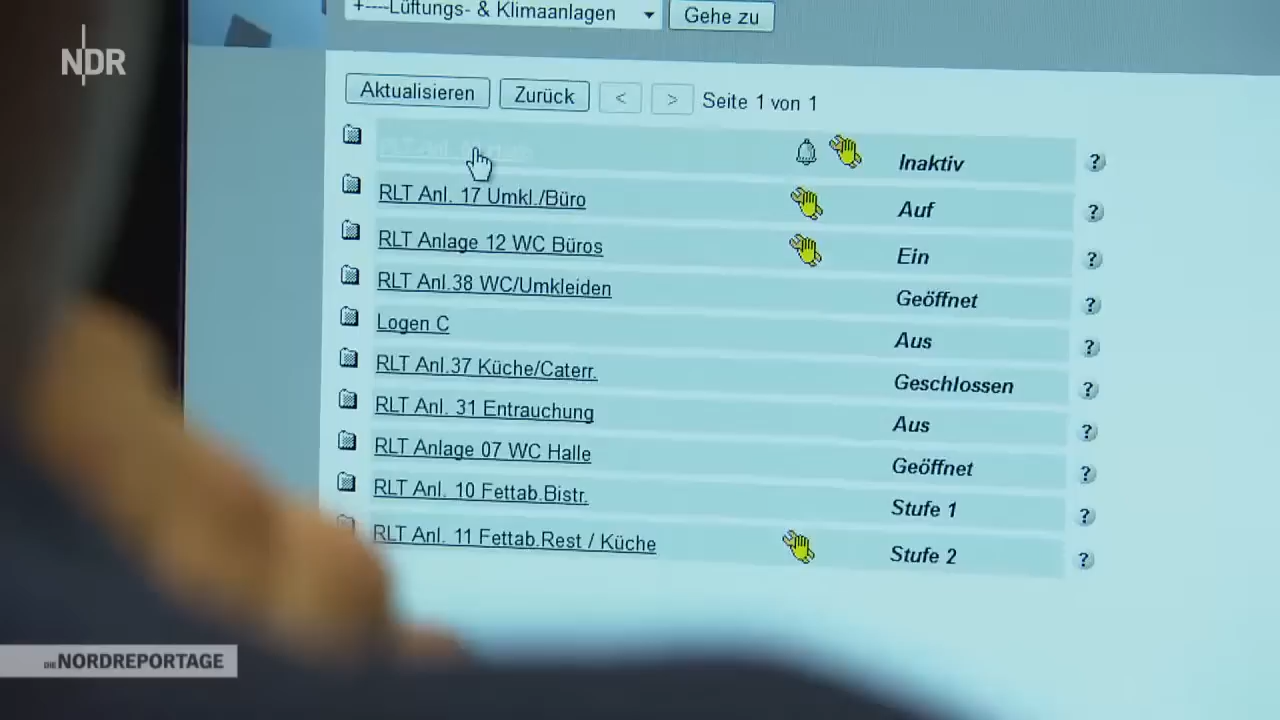 +----Lüftungs- & Klimaanlagen Gehe zu
NDR
Aktualisieren Zurück < > Seite 1 von 1
Inaktiv ?
RLT Anl. 17 Umkl./Büro Auf ?
RLT Anlage 12 WC Büros Ein ?
RLT Anl.38 WC/Umkleiden Geöffnet ?
Logen C Aus ?
RLT Anl.37 Küche/Caterr. Geschlossen ?
RLT Anl. 31 Entrauchung Aus ?
RLT Anlage 07 WC Halle Geöffnet ?
RLT Anl. 10 Fettab.Bistr. Stufe 1 ?
RLT Anl. 11 Fettab.Rest / Küche Stufe 2 ?
DIE NORDREPORTAGE